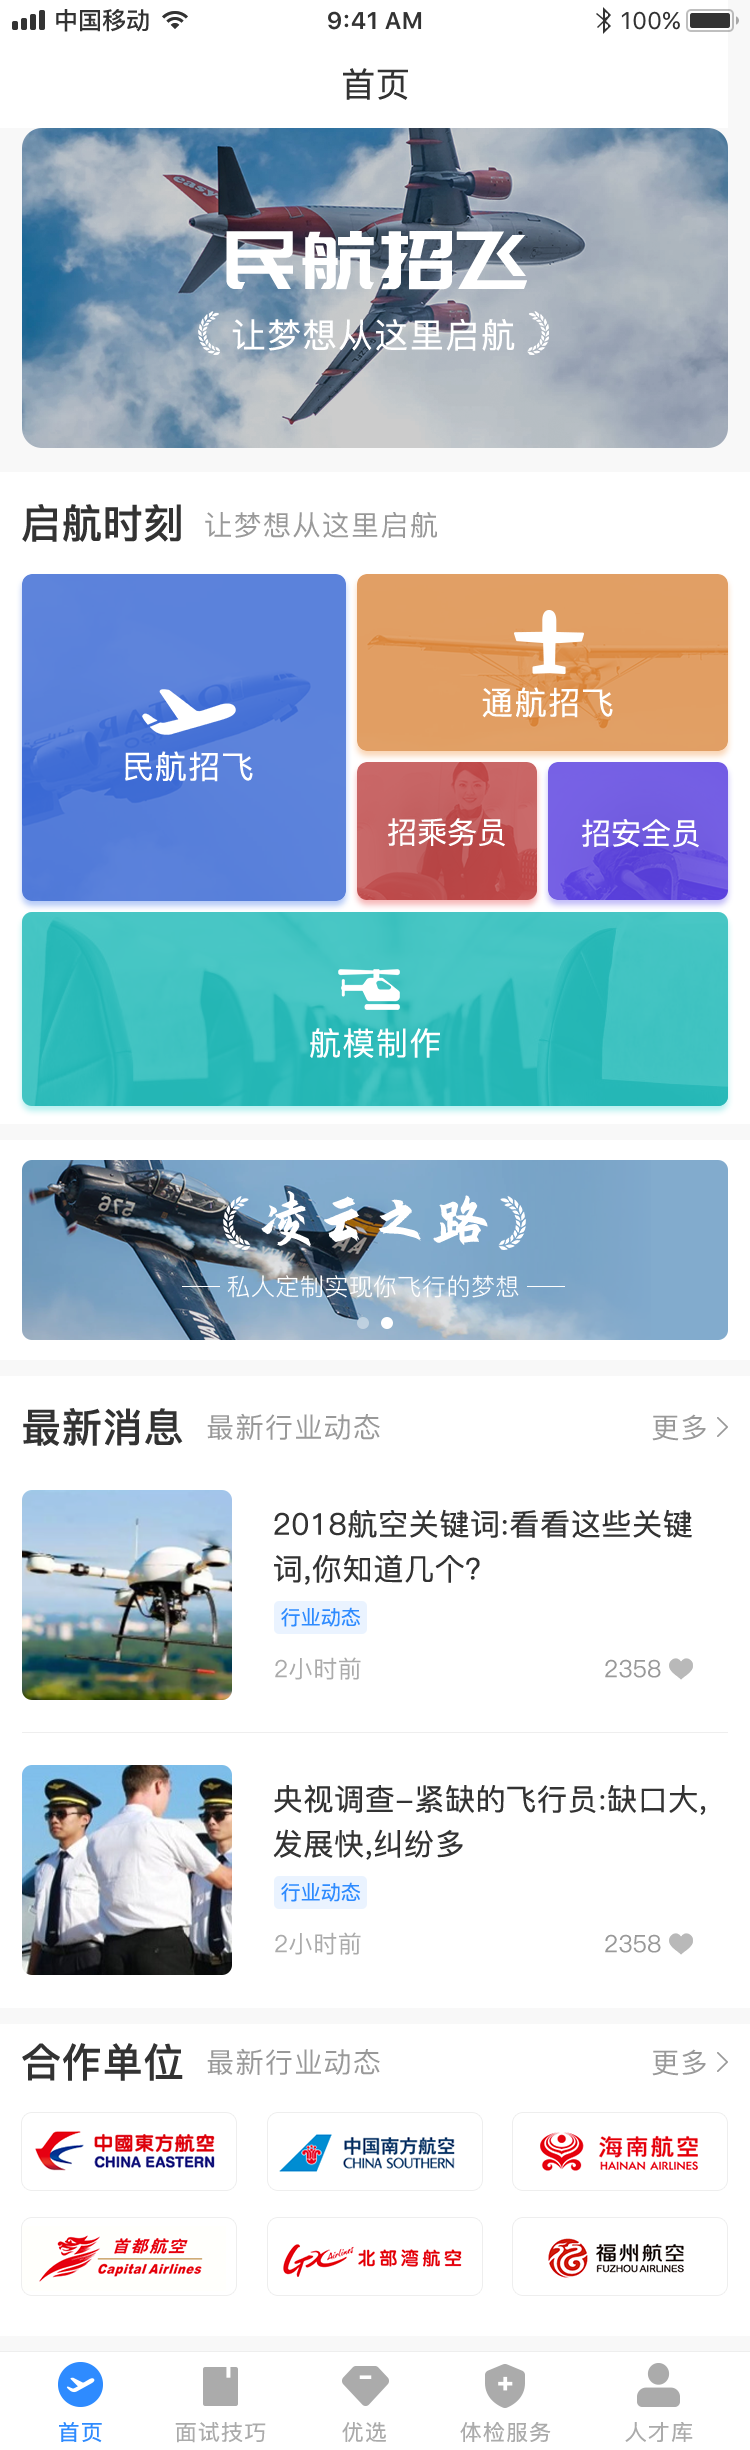 中国移动 9:41 AM 100%
首页
easy
民航招飞
让梦想从这里启航
启航时刻 让梦想从这里启航
民航招飞
通航招飞
招乘务员
招安全员
航模制作
576
AA
凌云之路
私人定制实现你飞行的梦想
最新消息 最新行业动态 更多
2018航空关键词:看看这些关键
词,你知道几个?
行业动态
2小时前 2358
央视调查-紧缺的飞行员:缺口大,
发展快,纠纷多
行业动态
2小时前 2358
合作单位 最新行业动态 更多
中國東方航空
CHINA EASTERN
中国南方航空
CHINA SOUTHERN
海南航空
HAINAN AIRLINES
首都航空
Capital Airlines
GX Airlines 北部湾航空
福州航空
FUZHOU AIRLINES
首页 面试技巧 优选 体检服务 人才库